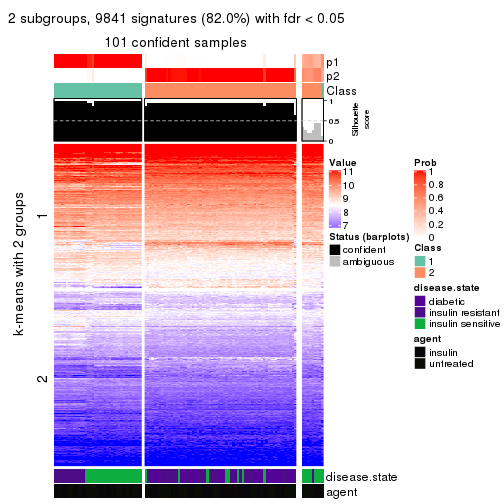 2 subgroups, 9841 signatures (82.0%) with fdr < 0.05
101 confident samples
p1
p2
Class
1
0.5
0
Silhouette
score
k-means with 2 groups
1
2
disease.state
agent
Value
11
10
9
8
7
Status (barplots)
confident
ambiguous
Prob
1
0.8
0.6
0.4
0.2
0
Class
1
2
disease.state
diabetic
insulin resistant
insulin sensitive
agent
insulin
untreated